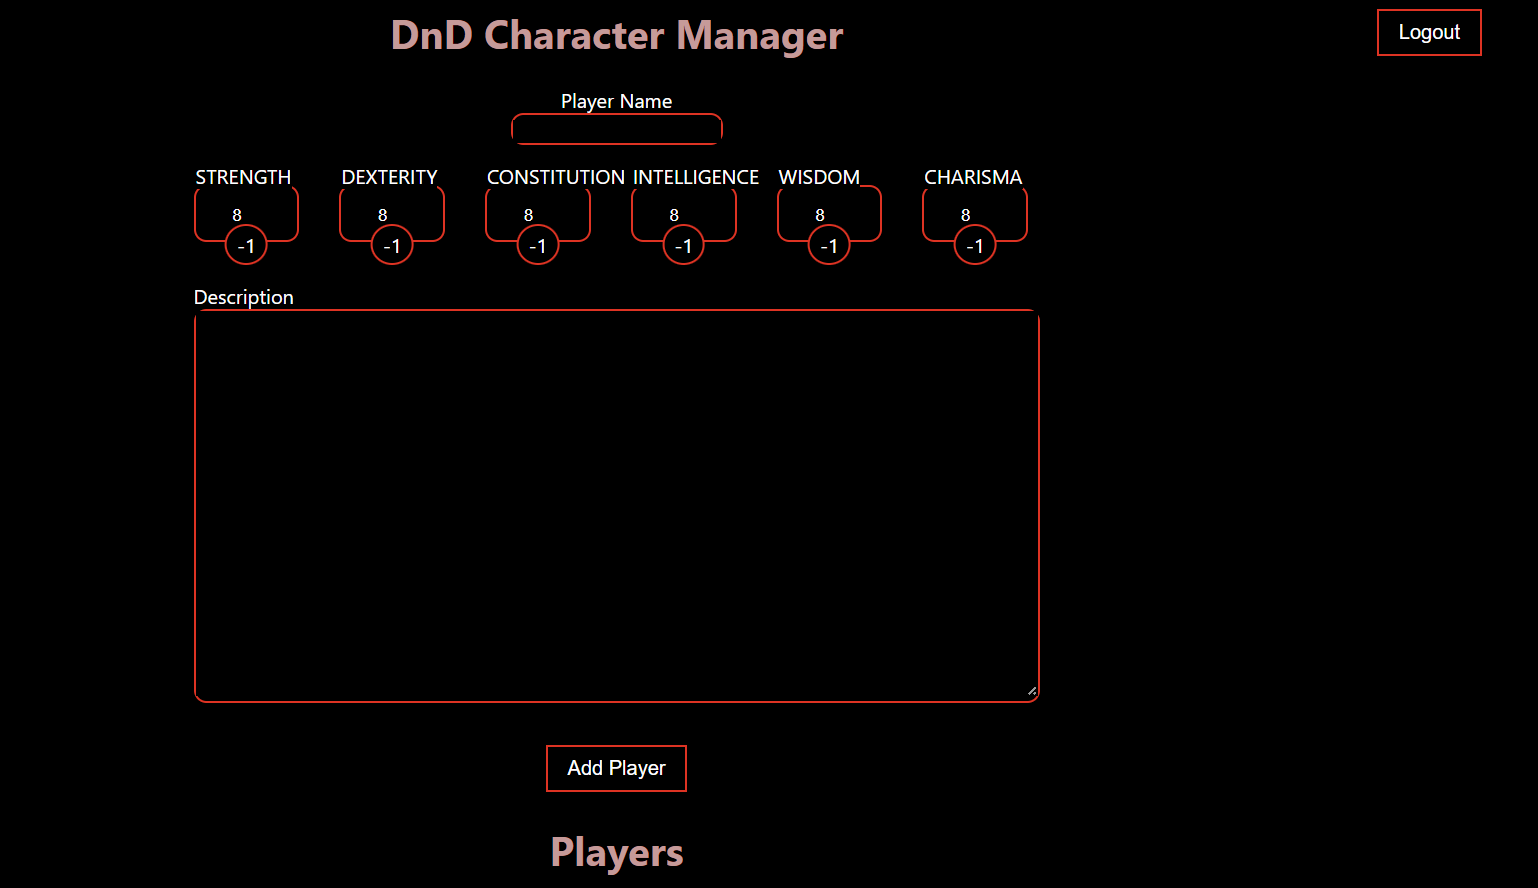 DnD Character Manager
Logout
Player Name
STRENGTH DEXTERITY CONSTITUTION INTELLIGENCE WISDOM CHARISMA
8 8 8 8 8 8
-1 -1 -1 -1 -1 -1
Description
Add Player
Players